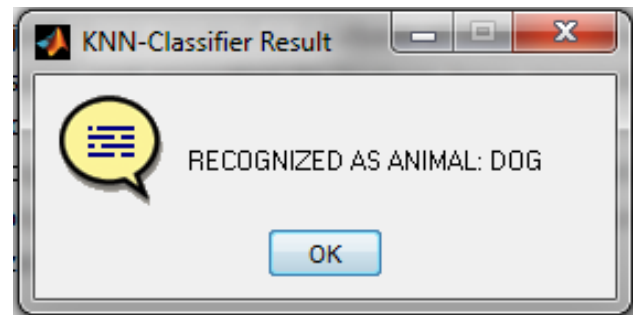 KNN-Classifier Result
RECOGNIZED AS ANIMAL: DOG
OK